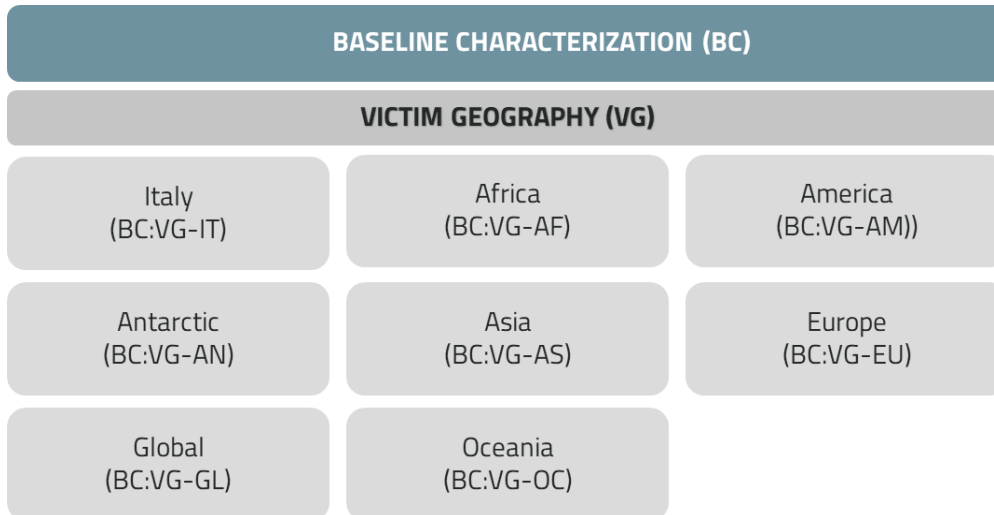 BASELINE CHARACTERIZATION (BC)
VICTIM GEOGRAPHY (VG)
Italy
(BC:VG-IT)
Africa
(BC:VG-AF)
America
(BC:VG-AM))
Antarctic
(BC:VG-AN)
Asia
(BC:VG-AS)
Europe
(BC:VG-EU)
Global
(BC:VG-GL)
Oceania
(BC:VG-OC)